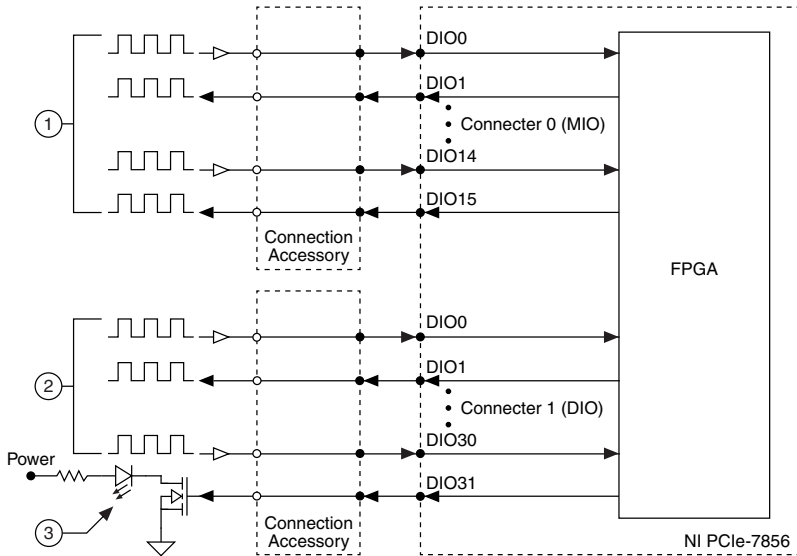 DIO0
1
DIO1
Connecter 0 (MIO)
DIO14
DIO15
Connection
Accessory
FPGA
DIO0
2
DIO1
Connecter 1 (DIO)
DIO30
Power
DIO31
3
Connection
Accessory
NI PCIe-7856